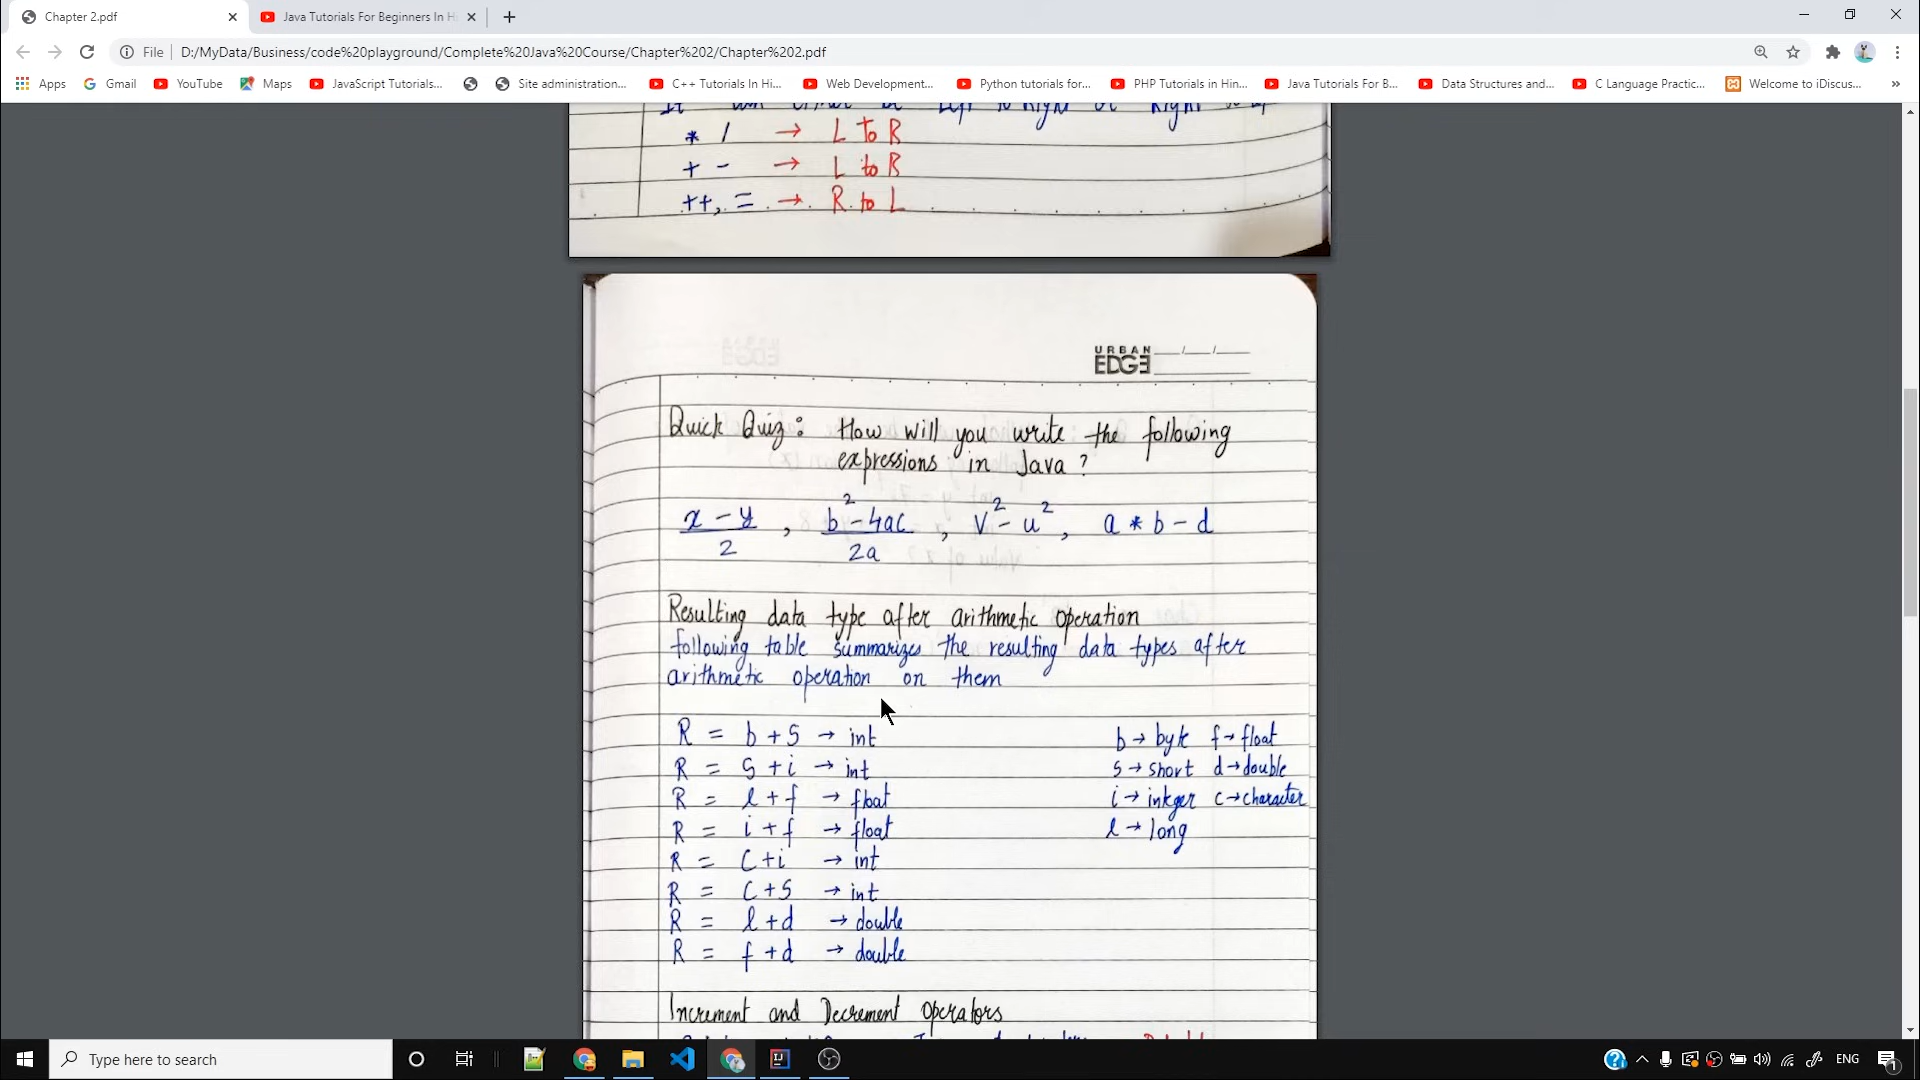 Chapter 2.pdf
Java Tutorials For Beginners In Hi
File
D:/MyData/Business/code%20playground/Complete%20Java%20Course/Chapter%202/Chapter%202.pdf
Apps
Gmail
YouTube
Maps
JavaScript Tutorials...
Site administration...
C++ Tutorials In Hi...
Web Development...
Python tutorials for...
PHP Tutorials in Hin...
Java Tutorials For B...
Data Structures and...
C Language Practic...
Welcome to iDiscus...
* / → L to R
+ - → L to R
++, = → R to L
URBAN
EDGE
Quick Quiz: How will you write the following
expressions in Java?
x - y , b² - 4ac , V² - u², a * b - d
2 2a
Resulting data type after arithmetic operation
following table summarizes the resulting data types after
arithmetic operation on them
R = b + s → int b → byte f → float
R = s + i → int s → short d → double
R = l + f → float i → integer c → character
R = i + f → float l → long
R = c + i → int
R = c + s → int
R = l + d → double
R = f + d → double
Increment and Decrement Operators
Type here to search
ENG
1